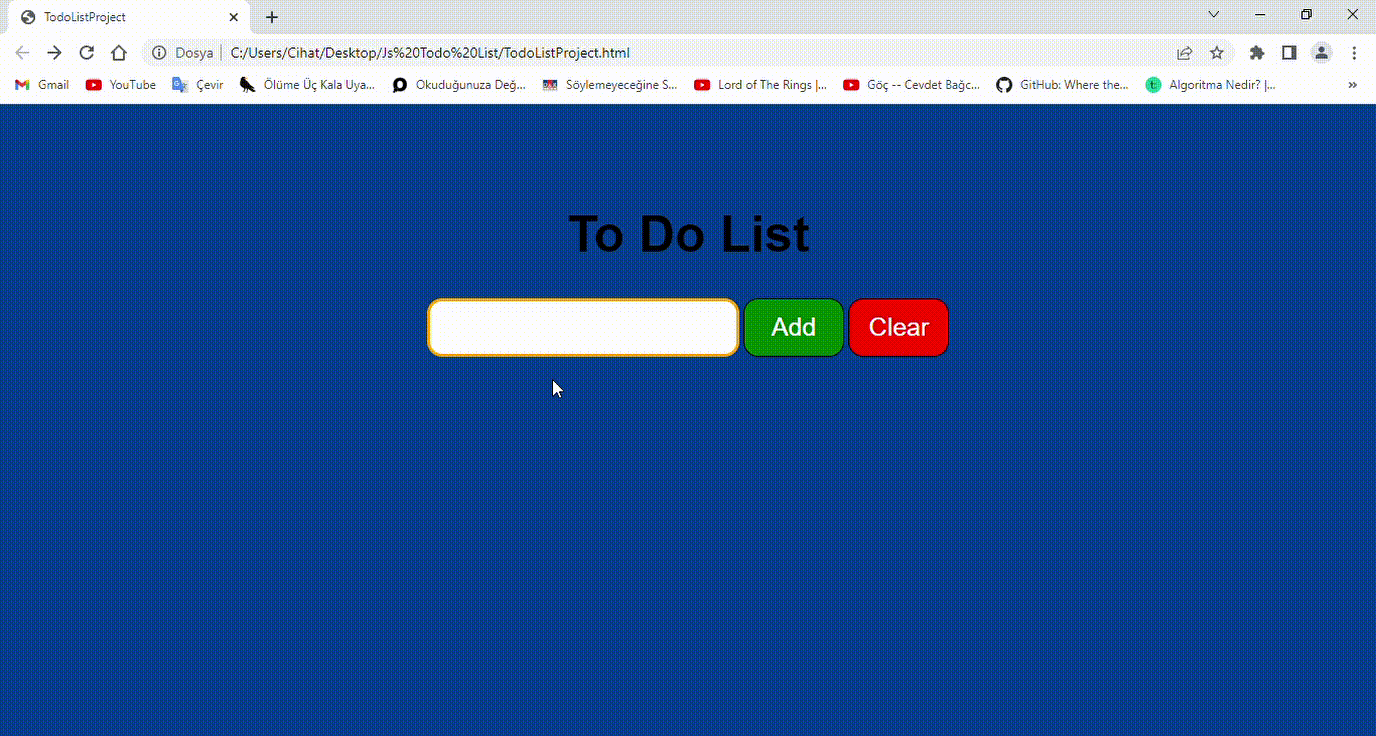 TodoListProject
Dosya C:/Users/Cihat/Desktop/Js%20Todo%20List/TodoListProject.html
Gmail YouTube Çevir Ölüme Üç Kala Uya... Okuduğunuza Değ... Söylemeyeceğine S... Lord of The Rings |... Göç -- Cevdet Bağc... GitHub: Where the... Algoritma Nedir? |... »
To Do List
Add Clear